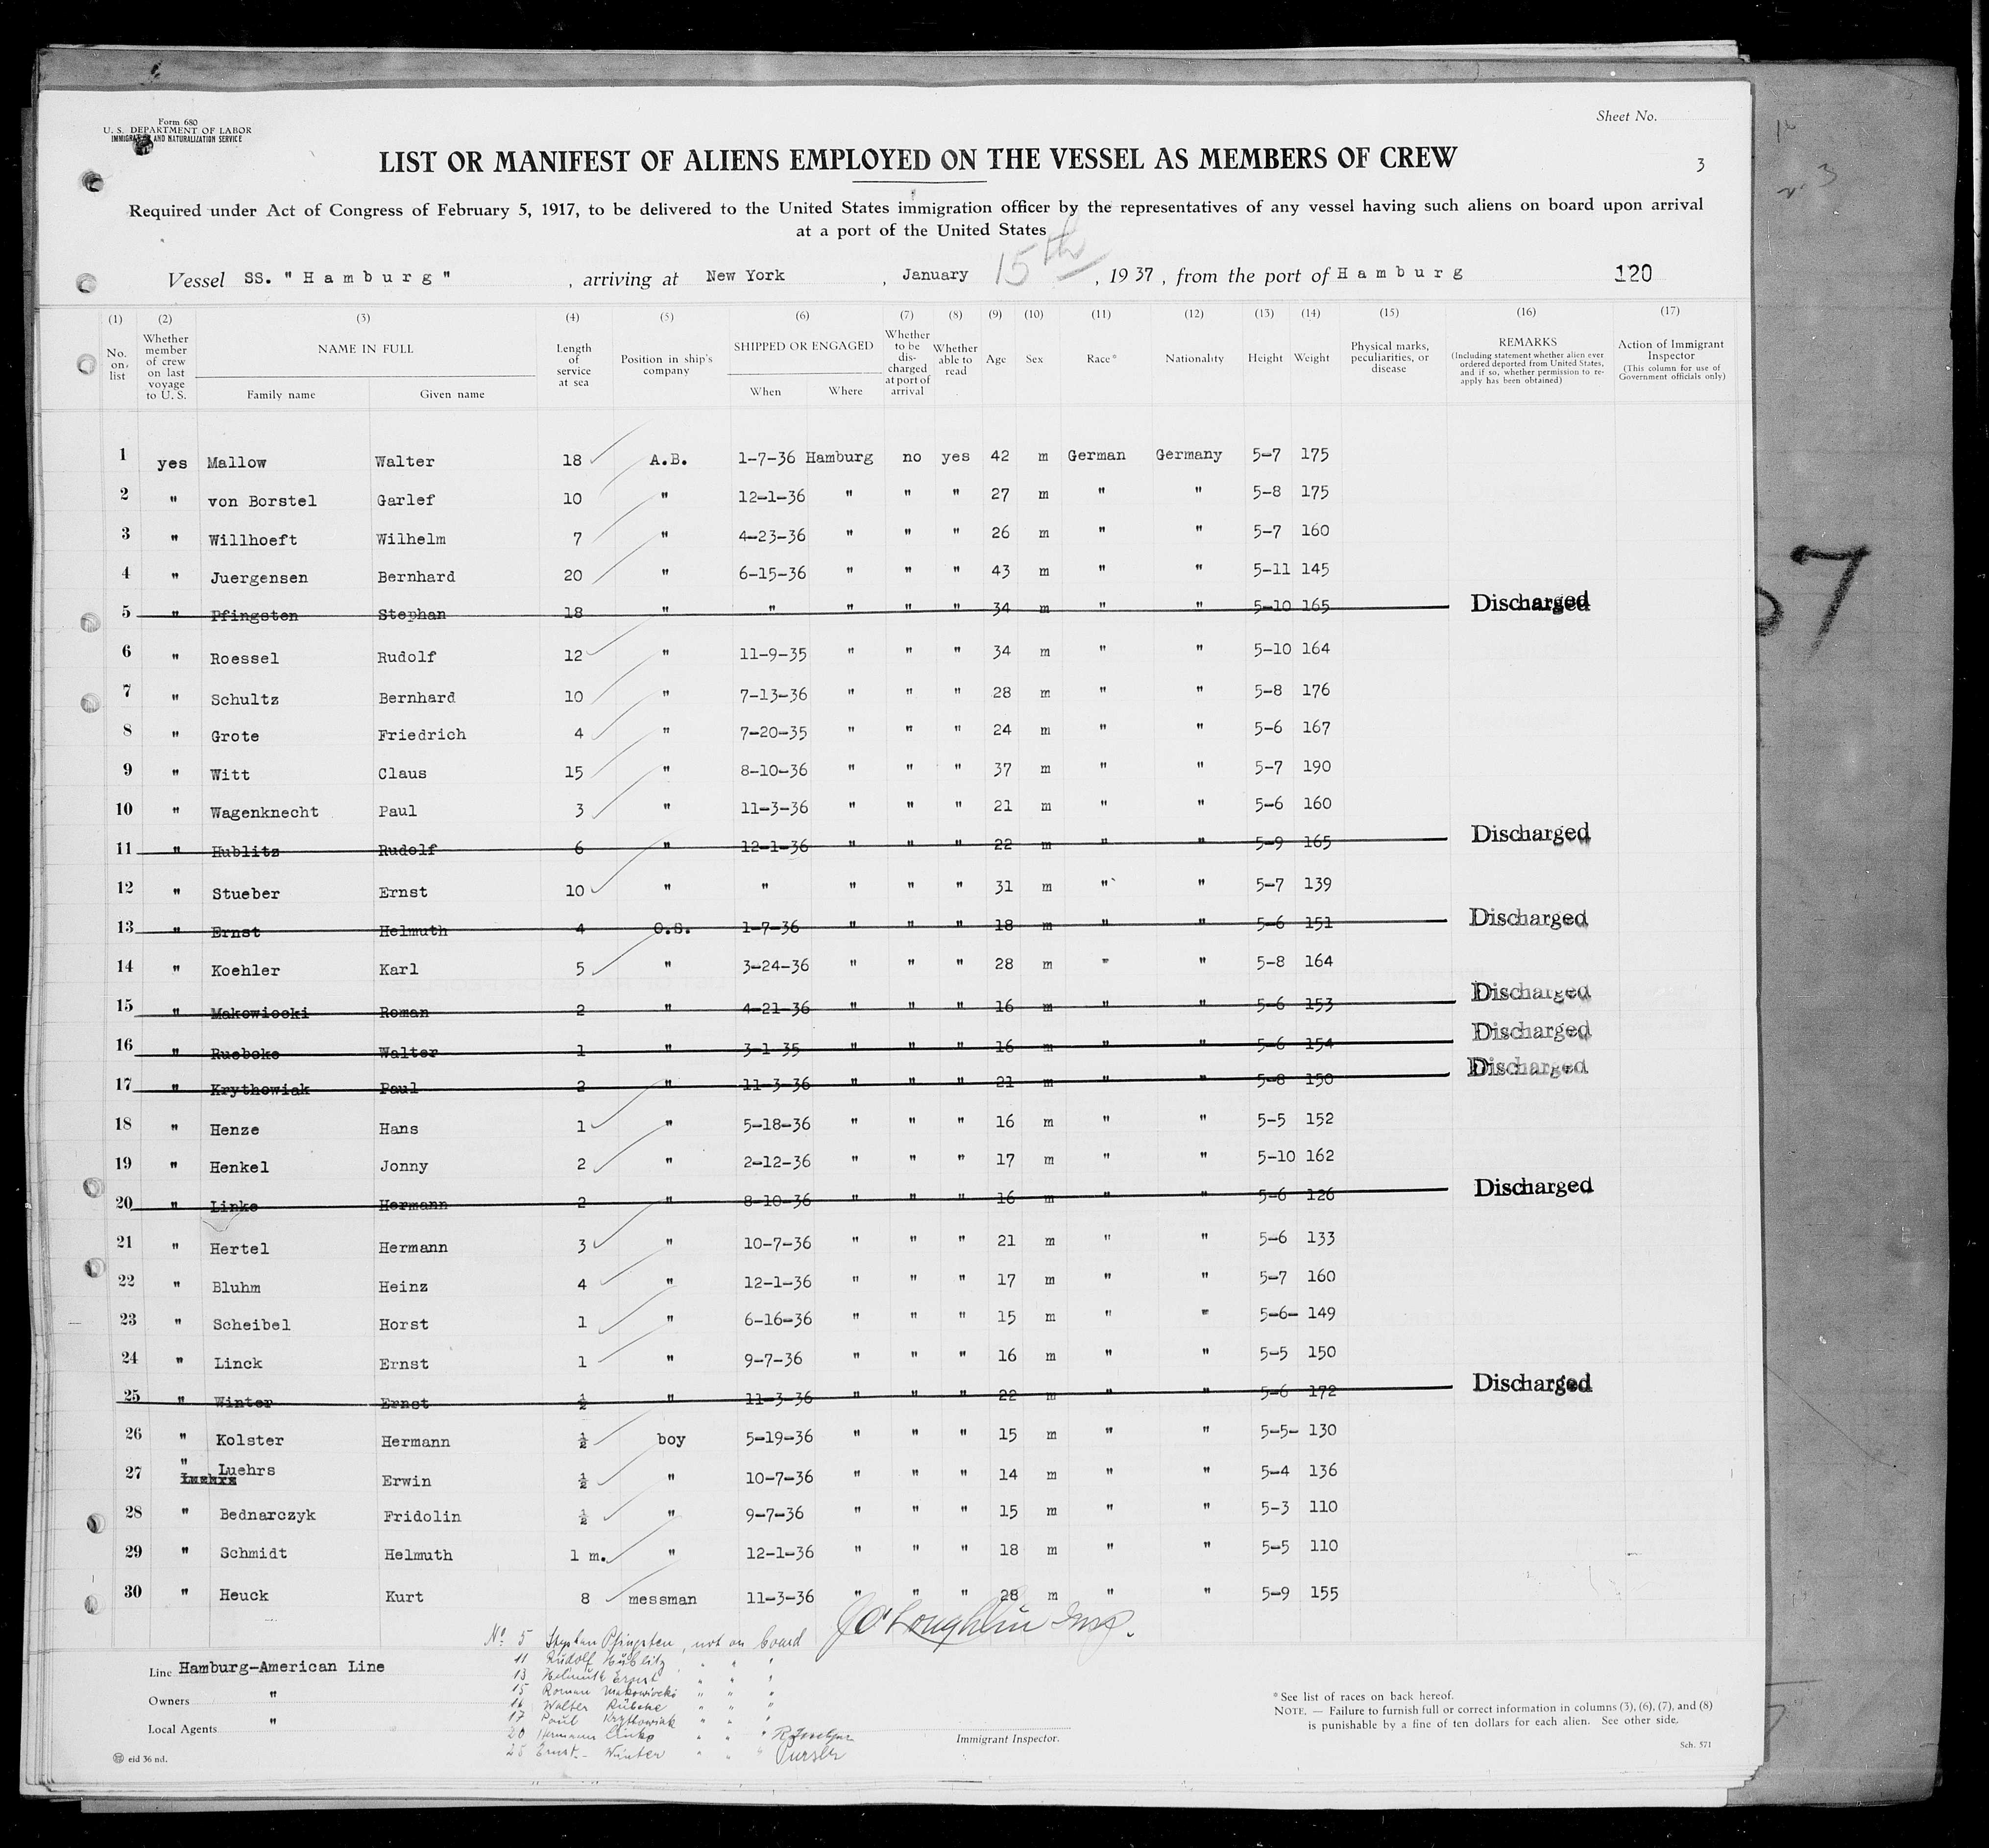 Form 680
U. S. DEPARTMENT OF LABOR
IMMIGRATION AND NATURALIZATION SERVICE
Sheet No.
LIST OR MANIFEST OF ALIENS EMPLOYED ON THE VESSEL AS MEMBERS OF CREW
3
Required under Act of Congress of February 5, 1917, to be delivered to the United States immigration officer by the representatives of any vessel having such aliens on board upon arrival
at a port of the United States
Vessel SS. "Hamburg", arriving at New York, January 15th, 1937, from the port of Hamburg 120
(1) (2) (3) (4) (5) (6) (7) (8) (9) (10) (11) (12) (13) (14) (15) (16) (17)
No. on list
Whether member of crew on last voyage to U. S.
NAME IN FULL
Family name Given name
Length of service at sea
Position in ship's company
SHIPPED OR ENGAGED
When Where
Whether to be discharged at port of arrival
Whether able to read
Age
Sex
Race*
Nationality
Height
Weight
Physical marks, peculiarities, or disease
REMARKS
(Including statement whether alien ever ordered deported from United States, and if so, whether permission to reapply has been obtained)
Action of Immigrant Inspector
(This column for use of Government officials only)
1 yes Mallow Walter 18 A.B. 1-7-36 Hamburg no yes 42 m German Germany 5-7 175
2 " von Borstel Garlef 10 " 12-1-36 " " " 27 m " " 5-8 175
3 " Willhoeft Wilhelm 7 " 4-23-36 " " " 26 m " " 5-7 160
4 " Juergensen Bernhard 20 " 6-15-36 " " " 43 m " " 5-11 145
5 " Pfingsten Stephan 18 " " " " " 34 m " " 5-10 165 Discharged
6 " Roessel Rudolf 12 " 11-9-35 " " " 34 m " " 5-10 164
7 " Schultz Bernhard 10 " 7-13-36 " " " 28 m " " 5-8 176
8 " Grote Friedrich 4 " 7-20-35 " " " 24 m " " 5-6 167
9 " Witt Claus 15 " 8-10-36 " " " 37 m " " 5-7 190
10 " Wagenknecht Paul 3 " 11-3-36 " " " 21 m " " 5-6 160
11 " Hublitz Rudolf 6 " 12-1-36 " " " 22 m " " 5-9 165 Discharged
12 " Stueber Ernst 10 " " " " " 31 m " " 5-7 139
13 " Ernst Helmuth 4 O.S. 1-7-36 " " " 18 m " " 5-6 151 Discharged
14 " Koehler Karl 5 " 3-24-36 " " " 28 m " " 5-8 164
15 " Makowiecki Roman 2 " 4-21-36 " " " 16 m " " 5-6 153 Discharged
16 " Ruebcke Walter 1 " 3-1-35 " " " 16 m " " 5-6 154 Discharged
17 " Krythowiak Paul 2 " 11-3-36 " " " 21 m " " 5-8 150 Discharged
18 " Henze Hans 1 " 5-18-36 " " " 16 m " " 5-5 152
19 " Henkel Jonny 2 " 2-12-36 " " " 17 m " " 5-10 162
20 " Linke Hermann 2 " 8-10-36 " " " 16 m " " 5-6 126 Discharged
21 " Hertel Hermann 3 " 10-7-36 " " " 21 m " " 5-6 133
22 " Bluhm Heinz 4 " 12-1-36 " " " 17 m " " 5-7 160
23 " Scheibel Horst 1 " 6-16-36 " " " 15 m " " 5-6- 149
24 " Linck Ernst 1 " 9-7-36 " " " 16 m " " 5-5 150
25 " Winter Ernst ½ " 11-3-36 " " " 22 m " " 5-6 172 Discharged
26 " Kolster Hermann ½ boy 5-19-36 " " " 15 m " " 5-5- 130
27 " Luehrs Erwin ½ " 10-7-36 " " " 14 m " " 5-4 136
28 " Bednarczyk Fridolin ½ " 9-7-36 " " " 15 m " " 5-3 110
29 " Schmidt Helmuth 1 m. " 12-1-36 " " " 18 m " " 5-5 110
30 " Heuck Kurt 8 messman 11-3-36 " " " 28 m " " 5-9 155
J O'Loughlin Insp.
No. 5 Stephan Pfingsten, not on board
11 Rudolf Hüblitz " " "
13 Helmuth Ernst " " "
15 Roman Makowiecki " " "
16 Walter Rübcke " " "
17 Paul Krythowiak " " "
20 Hermann Linke " " "
25 Ernst Winter " " "
Purser
Line Hamburg-American Line
Owners "
Local Agents "
eid 36 nd.
Immigrant Inspector.
* See list of races on back hereof.
NOTE. — Failure to furnish full or correct information in columns (3), (6), (7), and (8)
is punishable by a fine of ten dollars for each alien. See other side.
Sch. 571
67